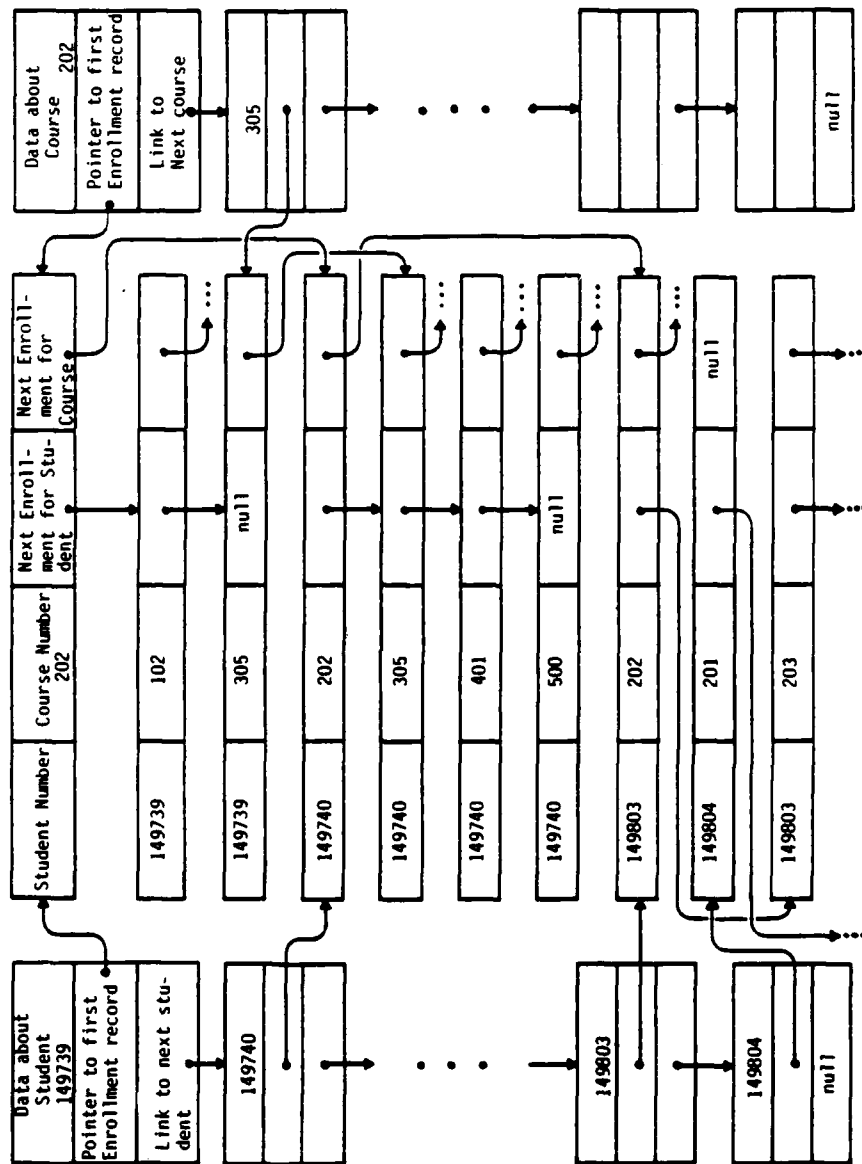 Data about
Student
149739
Pointer to first
Enrollment record
Link to next stu-
dent
149740
149803
149804
null
Student Number
Course Number
202
Next Enroll-
ment for Stu-
dent
Next Enroll-
ment for
Course
149739
102
149739
305
null
149740
202
149740
305
149740
401
149740
500
null
149803
202
149804
201
null
149803
203
Data about
Course
202
Pointer to first
Enrollment record
Link to
Next course
305
null